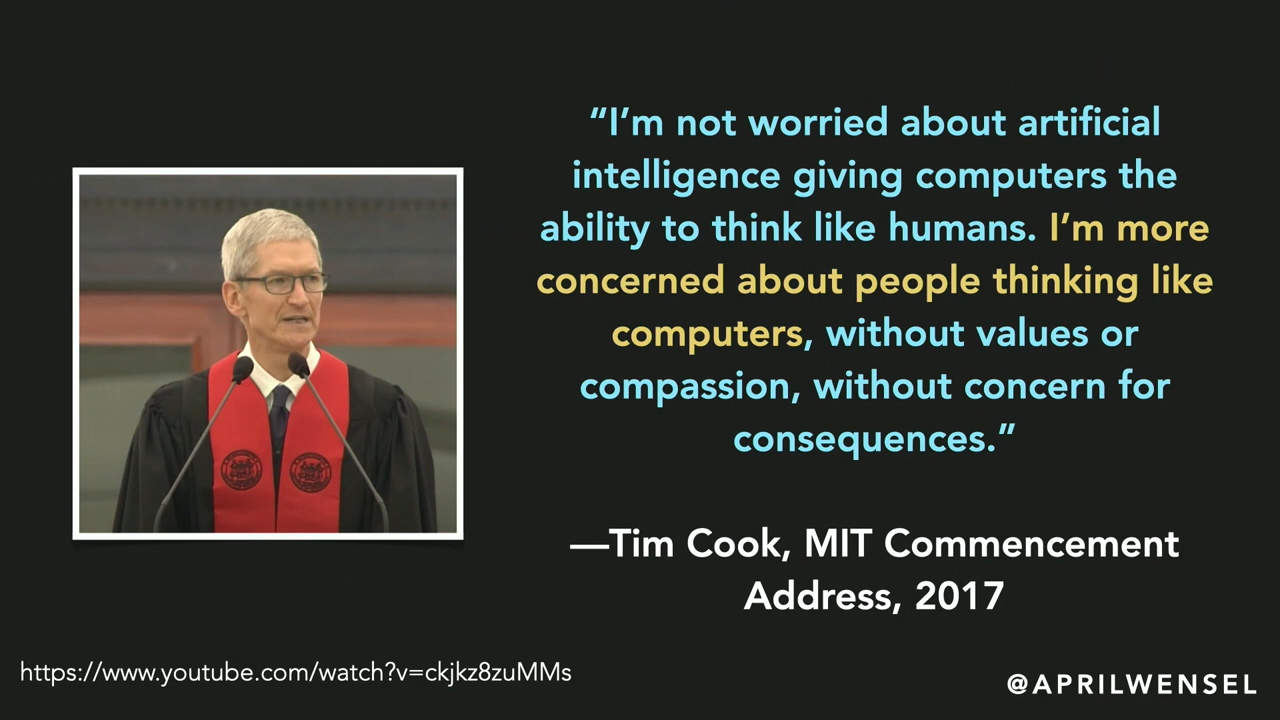 “I’m not worried about artificial
intelligence giving computers the
ability to think like humans. I’m more
concerned about people thinking like
computers, without values or
compassion, without concern for
consequences.”
—Tim Cook, MIT Commencement
Address, 2017
https://www.youtube.com/watch?v=ckjkz8zuMMs
@APRILWENSEL